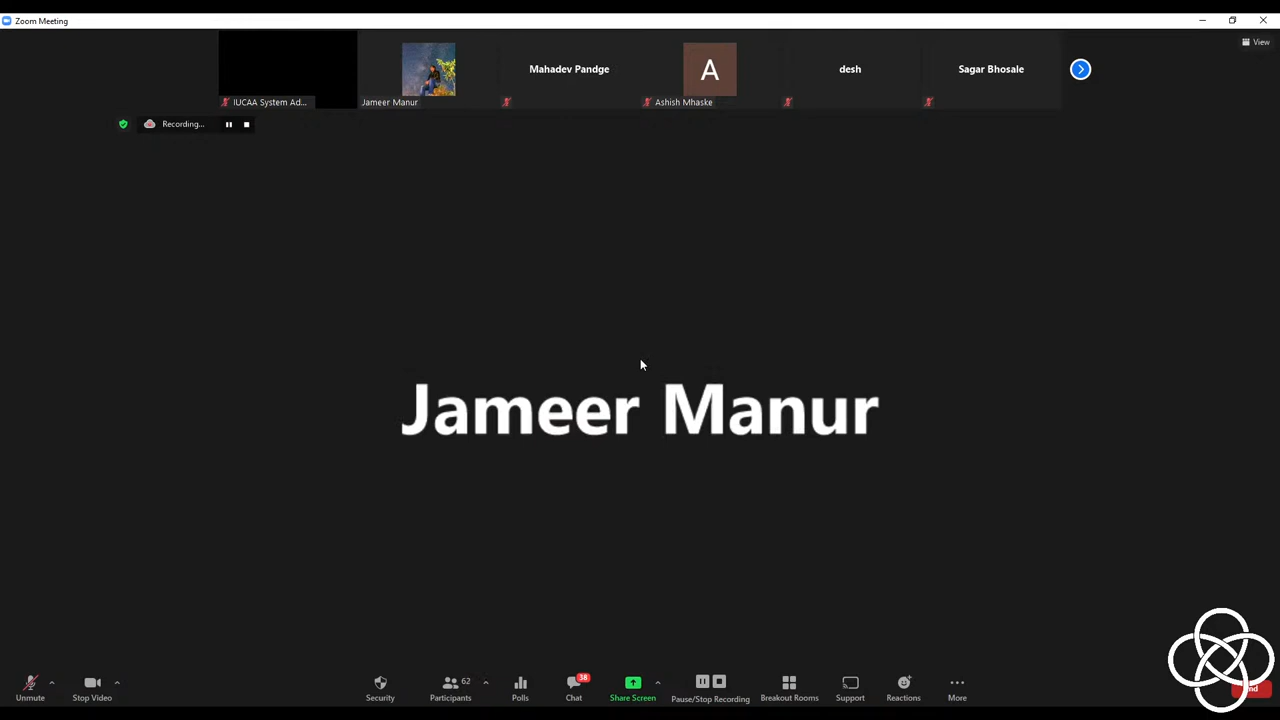 Zoom Meeting
View
Mahadev Pandge
A
desh
Sagar Bhosale
IUCAA System Ad...
Jameer Manur
Ashish Mhaske
Recording...
Jameer Manur
62
38
Unmute
Stop Video
Security
Participants
Polls
Chat
Share Screen
Pause/Stop Recording
Breakout Rooms
Support
Reactions
More